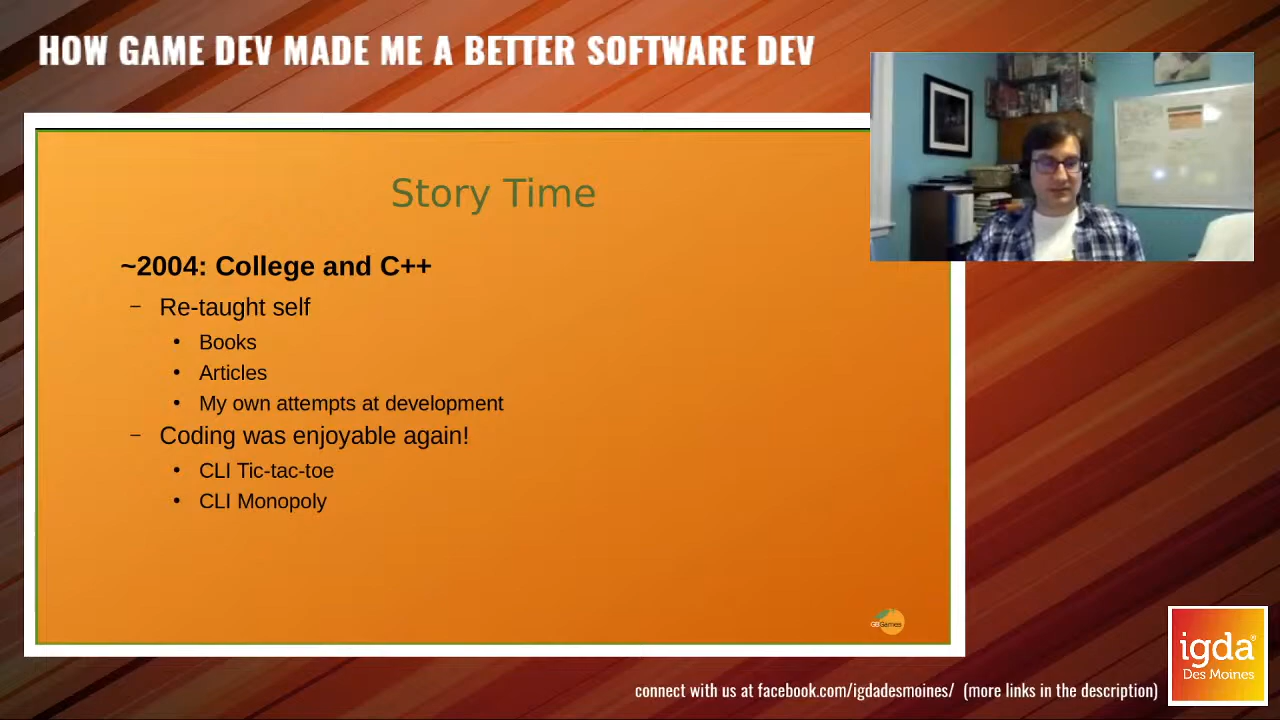 HOW GAME DEV MADE ME A BETTER SOFTWARE DEV
Story Time
~2004: College and C++
– Re-taught self
• Books
• Articles
• My own attempts at development
– Coding was enjoyable again!
• CLI Tic-tac-toe
• CLI Monopoly
GBGames
igda®
Des Moines
connect with us at facebook.com/igdadesmoines/ (more links in the description)